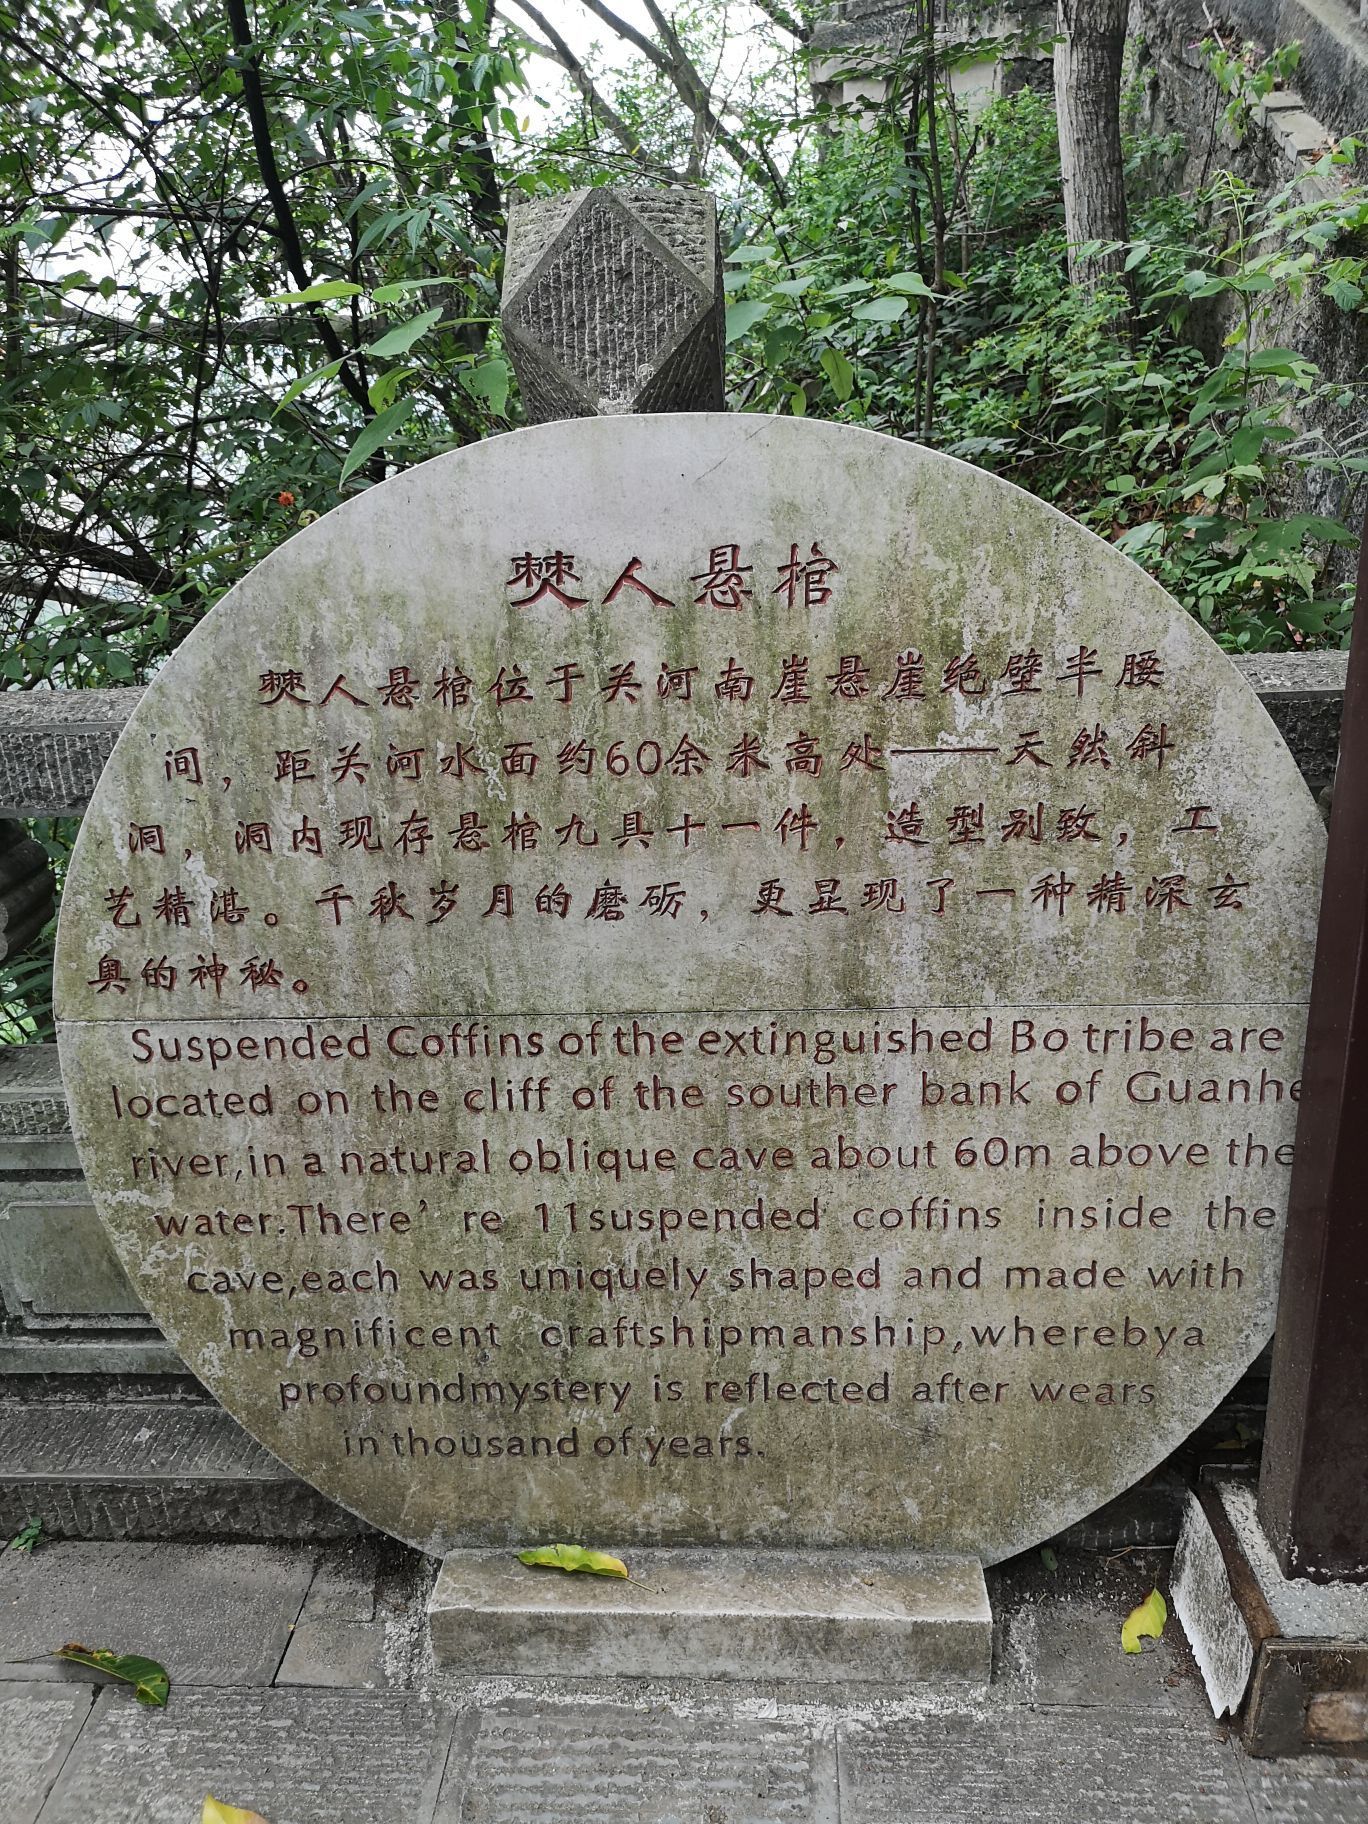 僰人悬棺
僰人悬棺位于关河南崖悬崖绝壁半腰
间，距关河水面约60余米高处——天然斜
洞，洞内现存悬棺九具十一件，造型别致，工
艺精湛。千秋岁月的磨砺，更显现了一种精深玄
奥的神秘。
Suspended Coffins of the extinguished Bo tribe are
located on the cliff of the souther bank of Guanhe
river,in a natural oblique cave about 60m above the
water.There' re 11suspended coffins inside the
cave,each was uniquely shaped and made with
magnificent craftshipmanship,wherebya
profoundmystery is reflected after wears
in thousand of years.